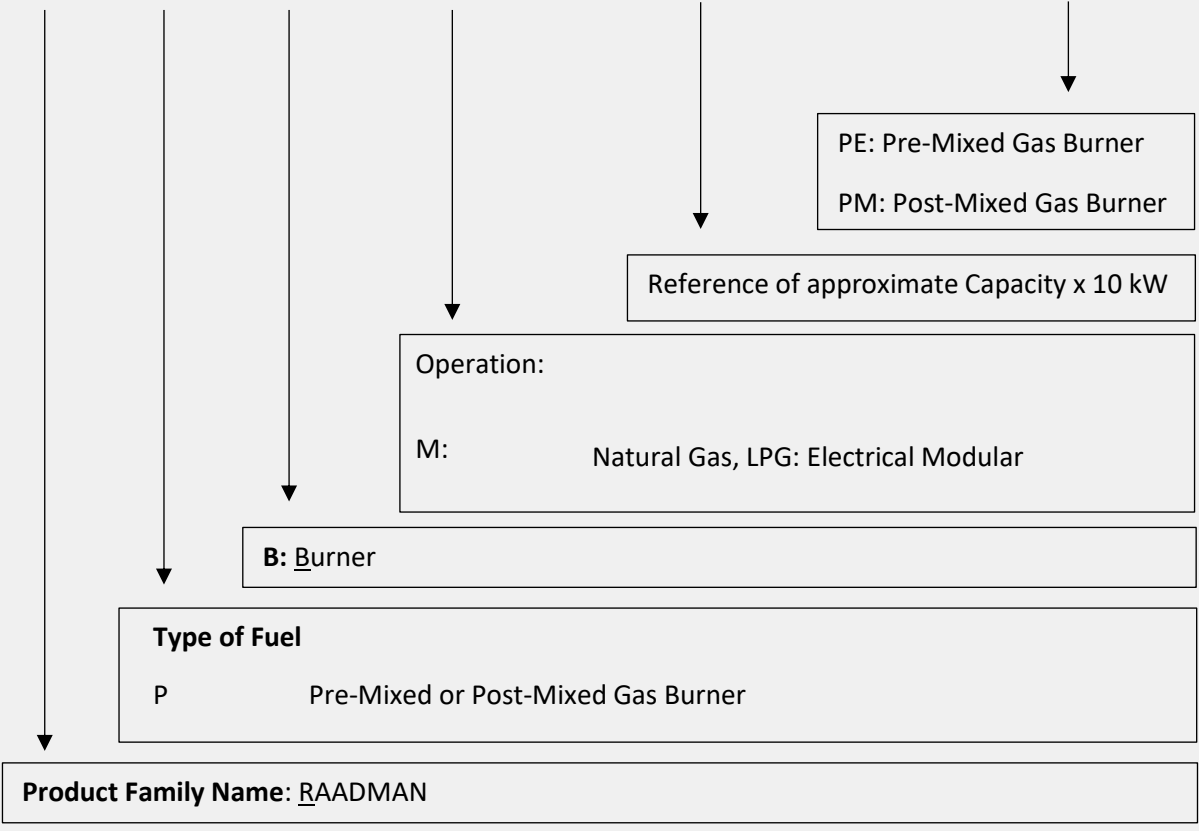 PE: Pre-Mixed Gas Burner
PM: Post-Mixed Gas Burner
Reference of approximate Capacity x 10 kW
Operation:
M: Natural Gas, LPG: Electrical Modular
B: Burner
Type of Fuel
P Pre-Mixed or Post-Mixed Gas Burner
Product Family Name: RAADMAN